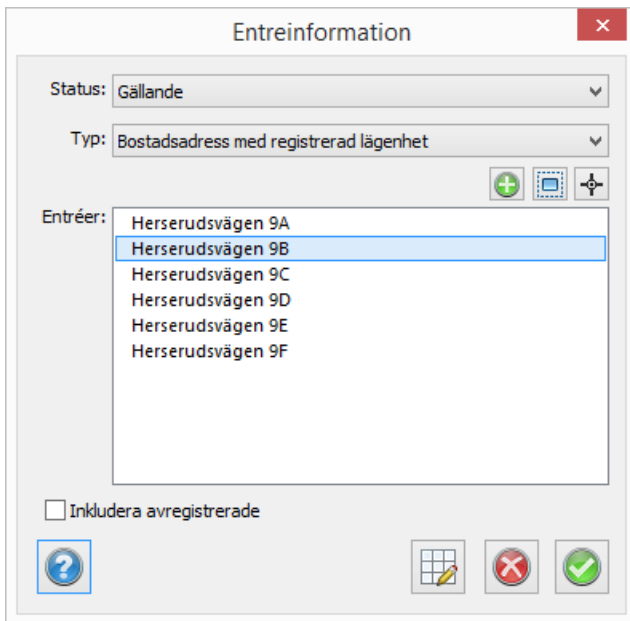 Entreinformation
Status: Gällande
Typ: Bostadsadress med registrerad lägenhet
Entréer:
Herserudsvägen 9A
Herserudsvägen 9B
Herserudsvägen 9C
Herserudsvägen 9D
Herserudsvägen 9E
Herserudsvägen 9F
Inkludera avregistrerade